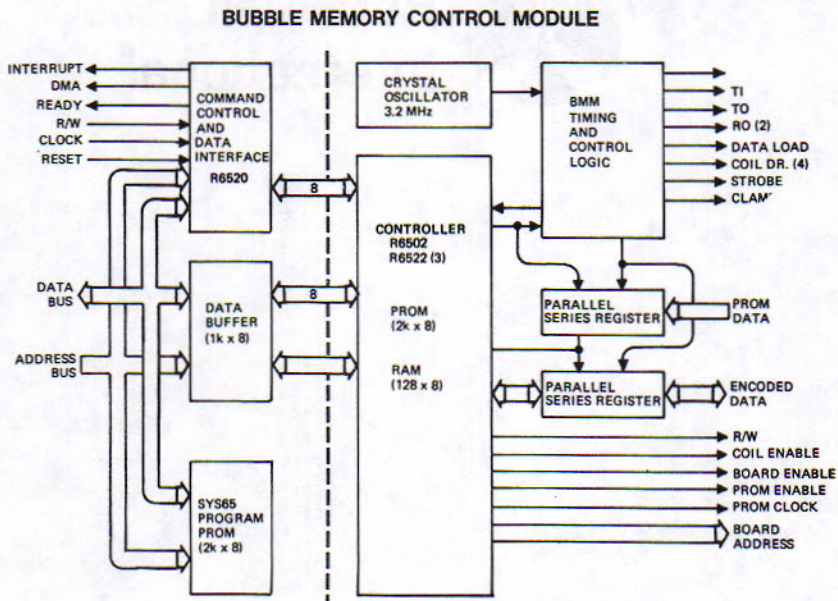 BUBBLE MEMORY CONTROL MODULE
INTERRUPT
DMA
READY
R/W
CLOCK
RESET
COMMAND
CONTROL
AND
DATA
INTERFACE
R6520
8
CRYSTAL
OSCILLATOR
3.2 MHz
BMM
TIMING
AND
CONTROL
LOGIC
TI
TO
RO (2)
DATA LOAD
COIL DR. (4)
STROBE
CLAM
CONTROLLER
R6502
R6522 (3)
PROM
(2k x 8)
RAM
(128 x 8)
DATA
BUS
DATA
BUFFER
(1k x 8)
8
ADDRESS
BUS
PARALLEL
SERIES REGISTER
PROM
DATA
PARALLEL
SERIES REGISTER
ENCODED
DATA
SYS65
PROGRAM
PROM
(2k x 8)
R/W
COIL ENABLE
BOARD ENABLE
PROM ENABLE
PROM CLOCK
BOARD
ADDRESS